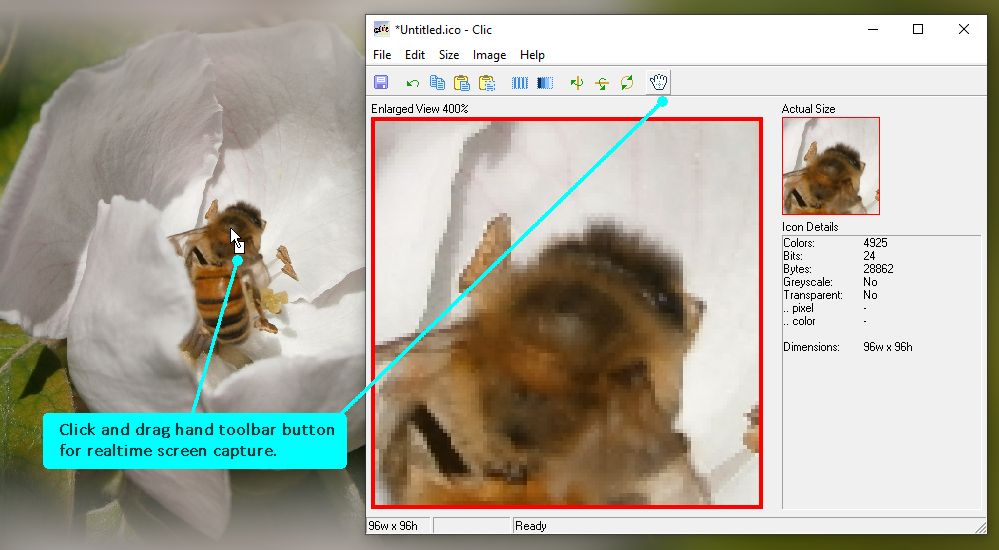 *Untitled.ico - Clic
File Edit Size Image Help
Enlarged View 400%
Actual Size
Icon Details
Colors: 4925
Bits: 24
Bytes: 28862
Greyscale: No
Transparent: No
.. pixel -
.. color -
Dimensions: 96w x 96h
Click and drag hand toolbar button
for realtime screen capture.
96w x 96h Ready